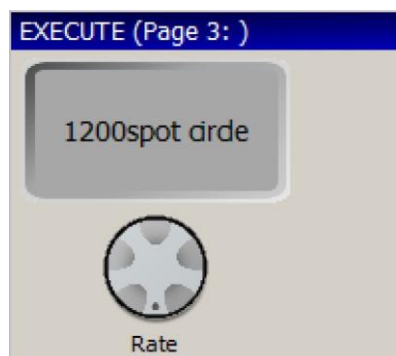 EXECUTE (Page 3: )
1200spot circle
Rate